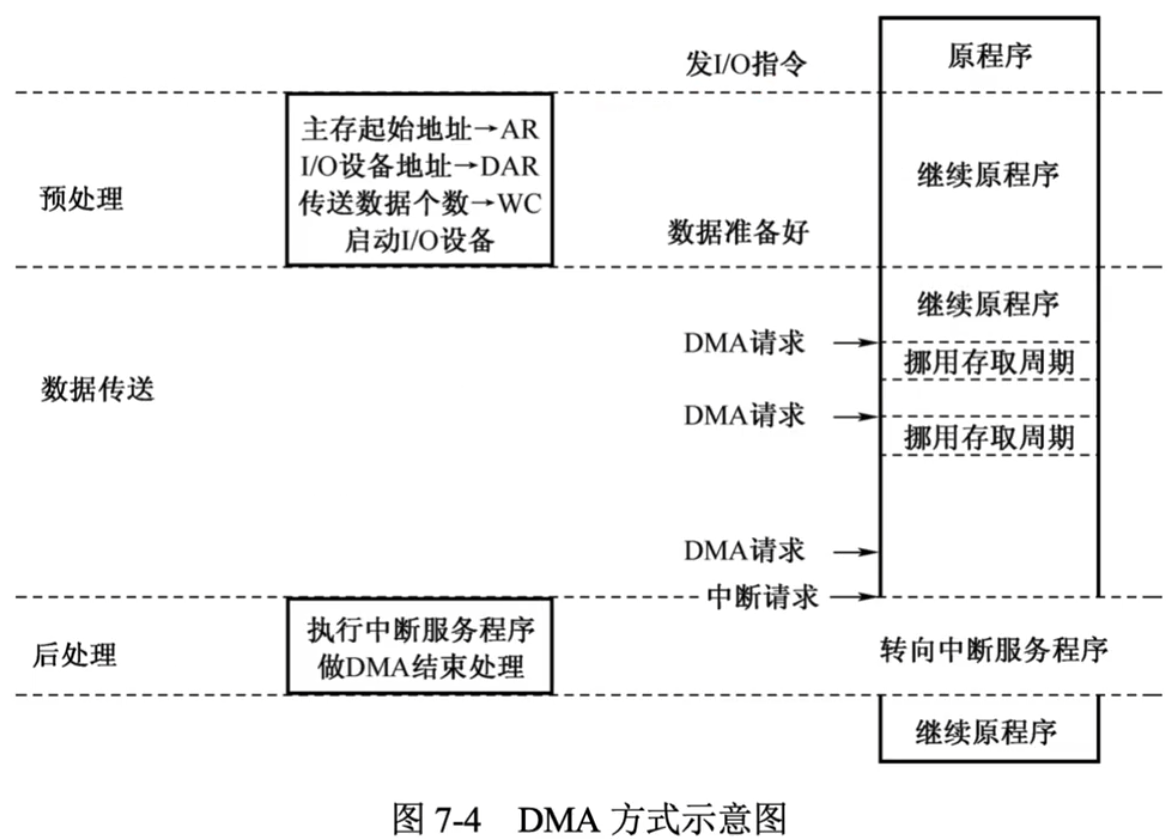 发I/O指令
原程序
预处理
主存起始地址→AR
I/O设备地址→DAR
传送数据个数→WC
启动I/O设备
继续原程序
数据准备好
数据传送
继续原程序
DMA请求
挪用存取周期
DMA请求
挪用存取周期
DMA请求
中断请求
后处理
执行中断服务程序
做DMA结束处理
转向中断服务程序
继续原程序
图 7-4 DMA 方式示意图